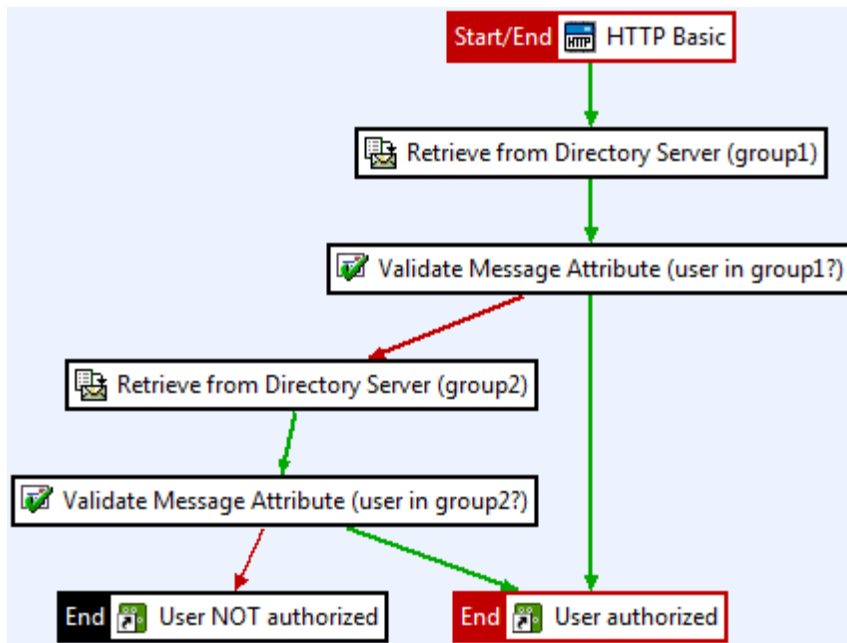 Start/End HTTP HTTP Basic
Retrieve from Directory Server (group1)
Validate Message Attribute (user in group1?)
Retrieve from Directory Server (group2)
Validate Message Attribute (user in group2?)
End User NOT authorized
End User authorized